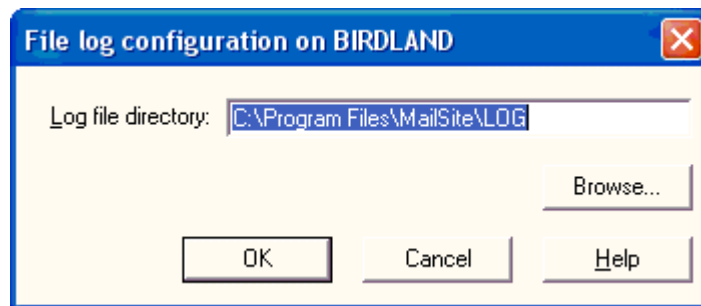 File log configuration on BIRDLAND
Log file directory: C:\Program Files\MailSite\LOG
Browse...
OK Cancel Help